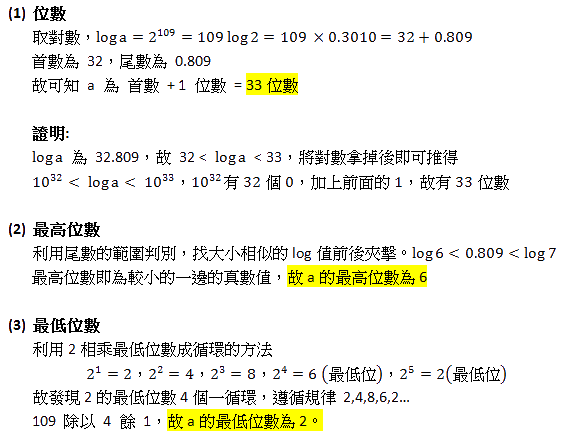 (1) 位數
取對數，log a = 2^109 = 109 log 2 = 109 × 0.3010 = 32 + 0.809
首數為 32，尾數為 0.809
故可知 a 為 首數 + 1 位數 = 33 位數
證明:
log a 為 32.809，故 32 < log a < 33，將對數拿掉後即可推得
10^32 < log a < 10^33，10^32 有 32 個 0，加上前面的 1，故有 33 位數
(2) 最高位數
利用尾數的範圍判別，找大小相似的 log 值前後夾擊。log 6 < 0.809 < log 7
最高位數即為較小的一邊的真數值，故 a 的最高位數為 6
(3) 最低位數
利用 2 相乘最低位數成循環的方法
2^1 = 2，2^2 = 4，2^3 = 8，2^4 = 6 (最低位)，2^5 = 2(最低位)
故發現 2 的最低位數 4 個一循環，遵循規律 2,4,8,6,2…
109 除以 4 餘 1，故 a 的最低位數為 2。